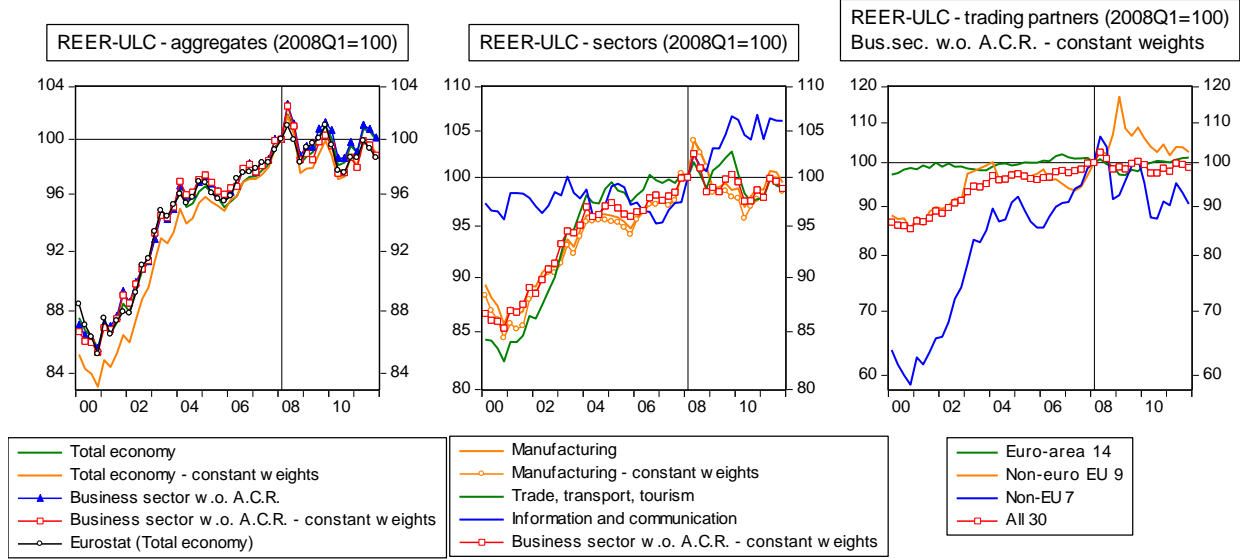 REER-ULC - aggregates (2008Q1=100)
104
104
100
100
96
96
92
92
88
88
84
84
00 02 04 06 08 10
Total economy
Total economy - constant weights
Business sector w.o. A.C.R.
Business sector w.o. A.C.R. - constant weights
Eurostat (Total economy)
REER-ULC - sectors (2008Q1=100)
110
110
105
105
100
100
95
95
90
90
85
85
80
80
00 02 04 06 08 10
Manufacturing
Manufacturing - constant weights
Trade, transport, tourism
Information and communication
Business sector w.o. A.C.R. - constant weights
REER-ULC - trading partners (2008Q1=100)
Bus.sec. w.o. A.C.R. - constant weights
120
120
110
110
100
100
90
90
80
80
70
70
60
60
00 02 04 06 08 10
Euro-area 14
Non-euro EU 9
Non-EU 7
All 30